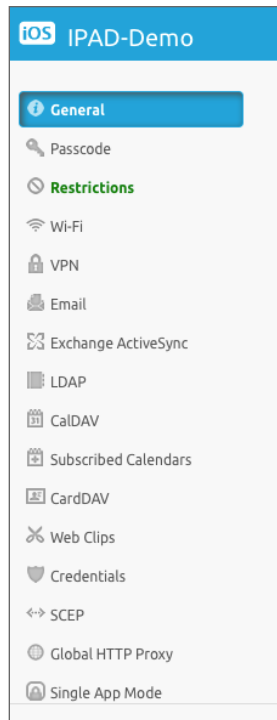 iOS IPAD-Demo
General
Passcode
Restrictions
Wi-Fi
VPN
Email
Exchange ActiveSync
LDAP
31 CalDAV
Subscribed Calendars
CardDAV
Web Clips
Credentials
SCEP
Global HTTP Proxy
Single App Mode